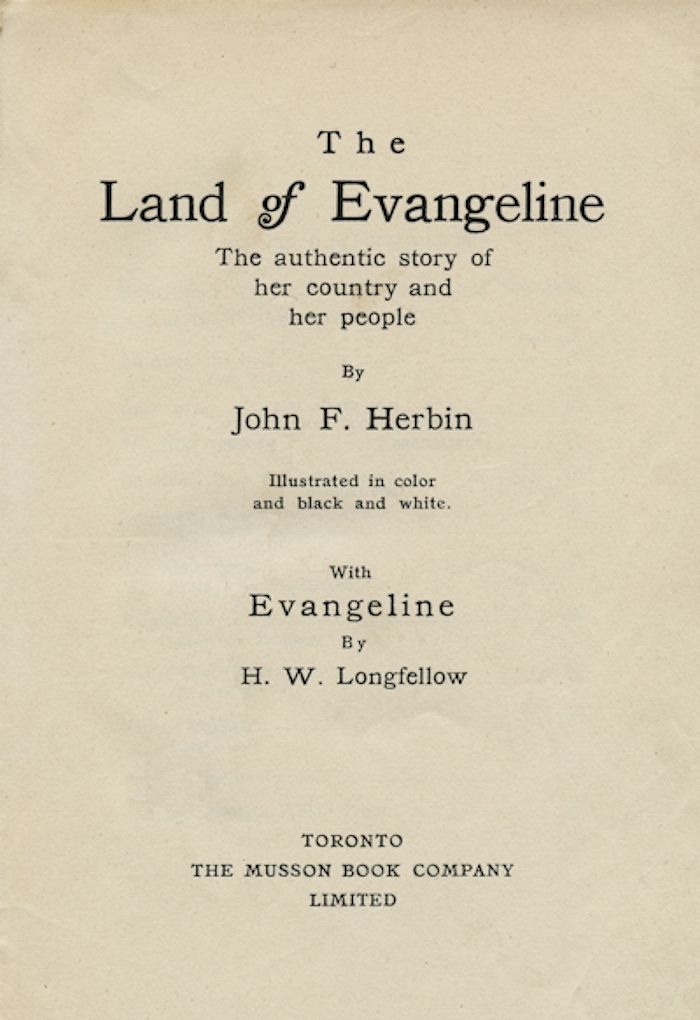 The
Land of Evangeline
The authentic story of
her country and
her people
By
John F. Herbin
Illustrated in color
and black and white.
With
Evangeline
By
H. W. Longfellow
TORONTO
THE MUSSON BOOK COMPANY
LIMITED